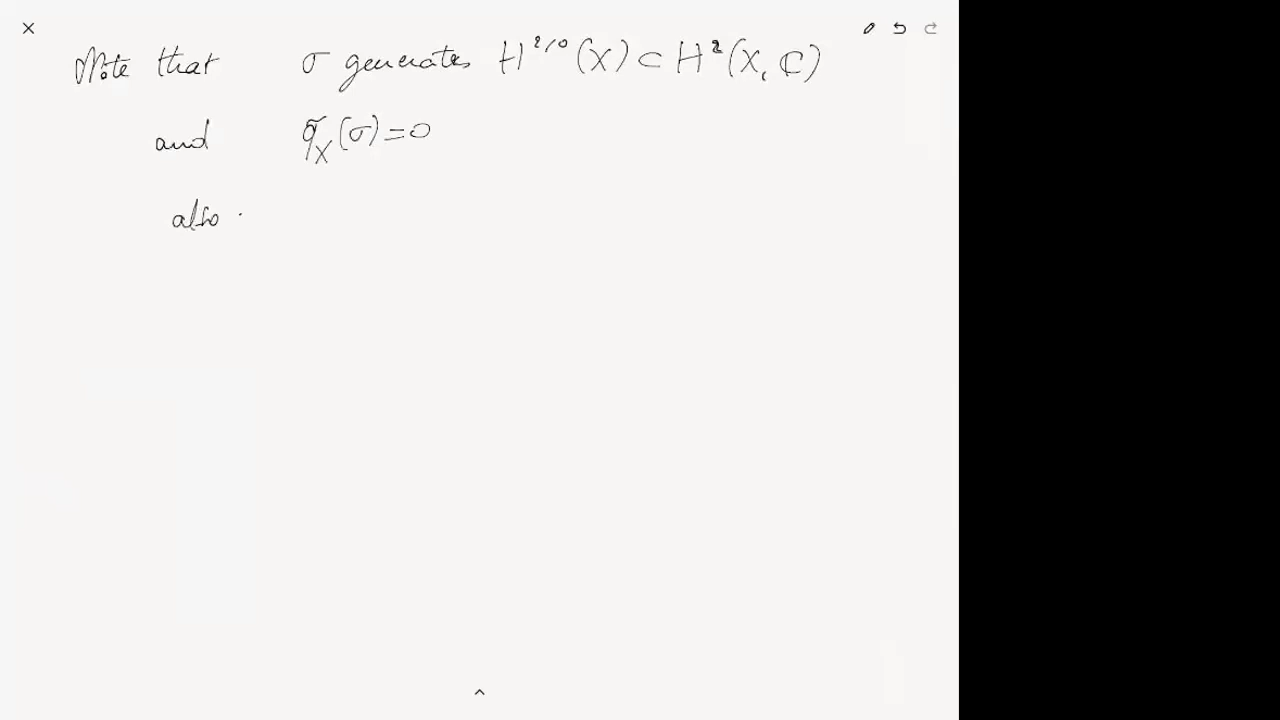 Note that σ generates H^{2,0}(X) ⊂ H^2(X, ℂ)
and q_X(σ)=0
also